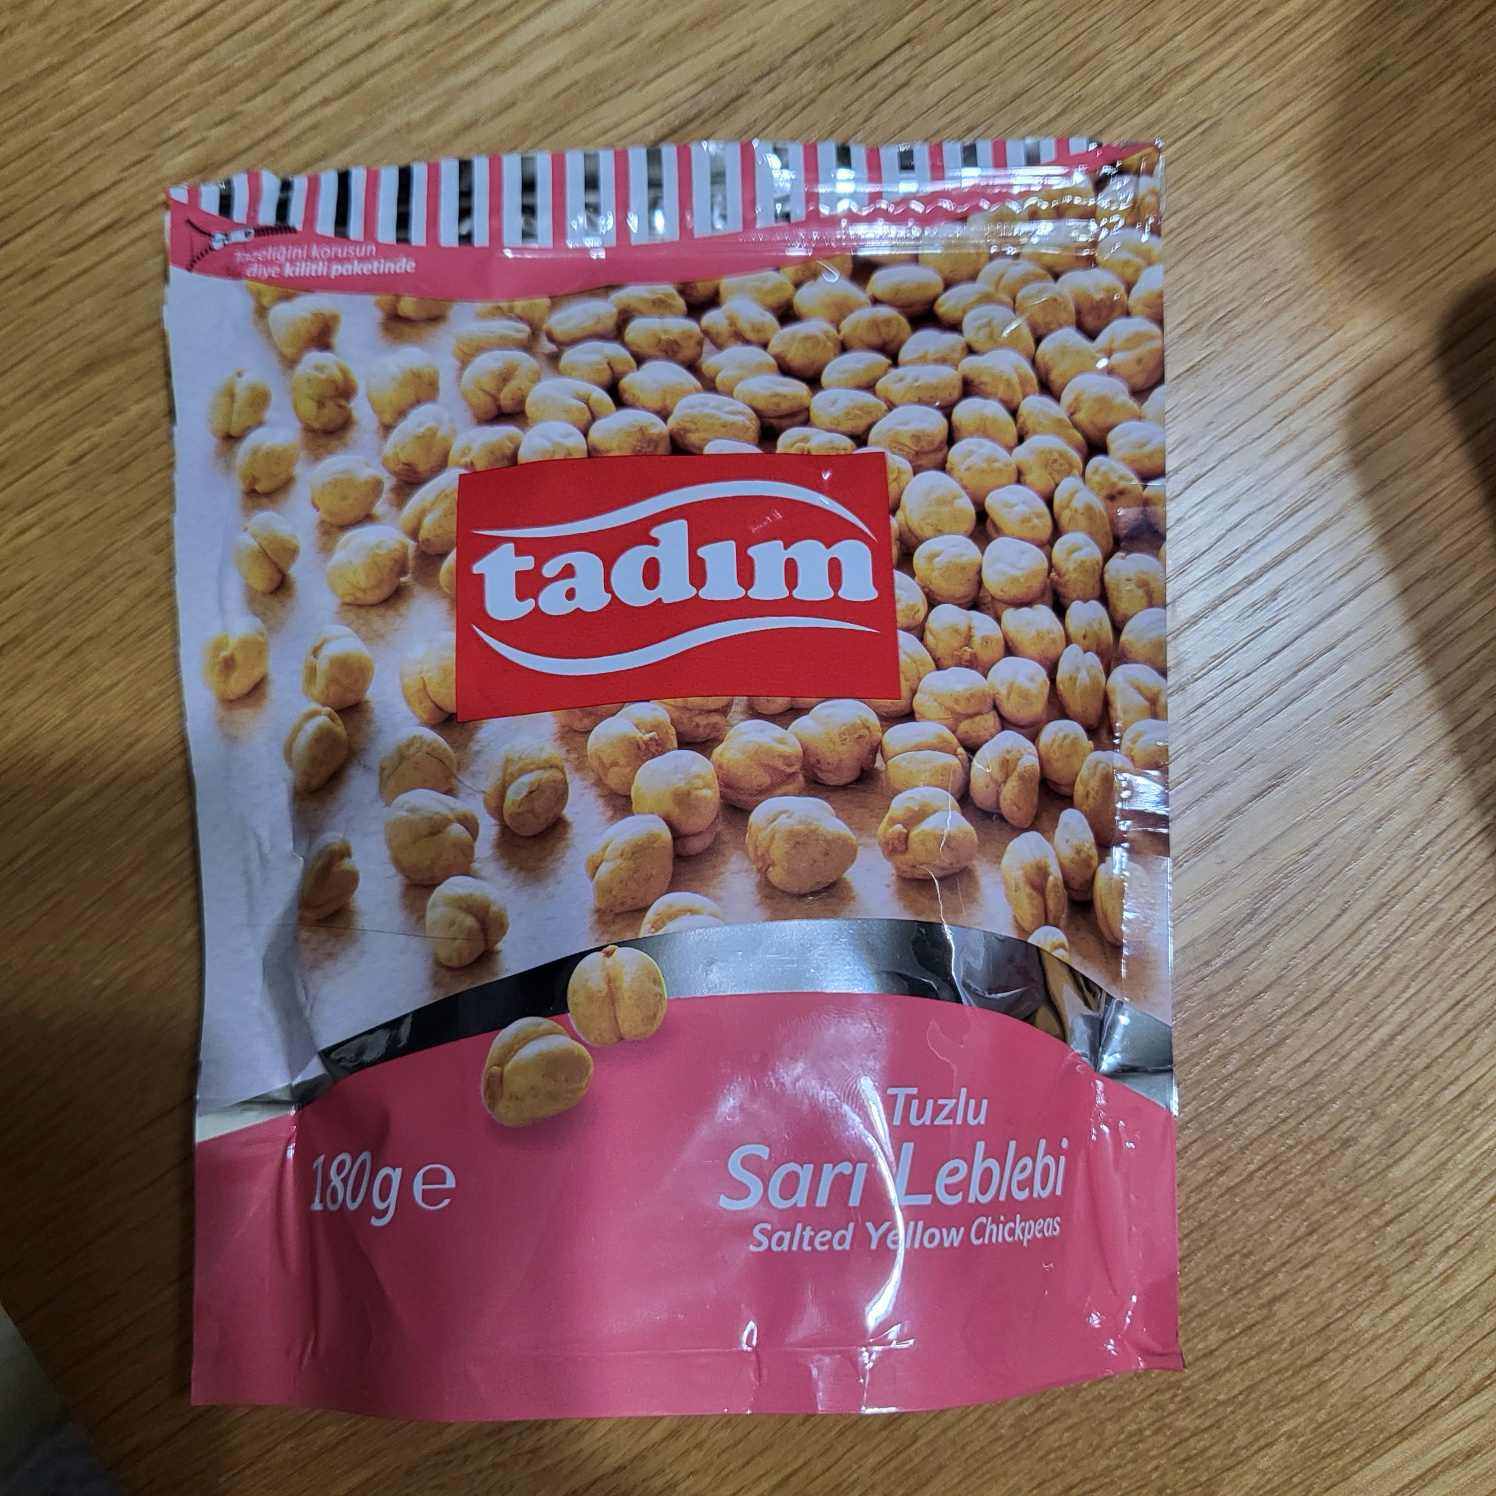 Tazeliğini korusun
diye kilitli paketinde
tadım
Tuzlu
180g ℮
Sarı Leblebi
Salted Yellow Chickpeas